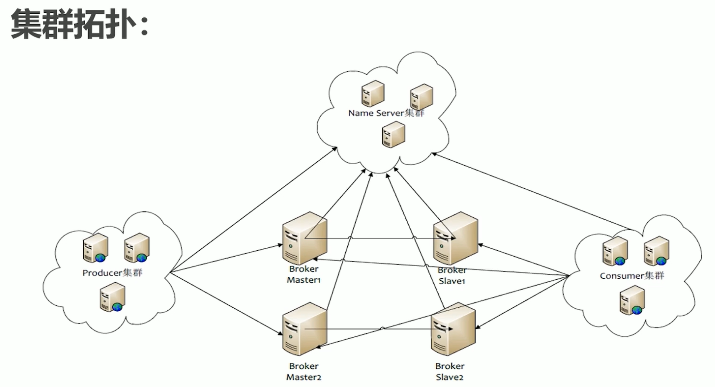 集群拓扑：
Name Server集群
Producer集群
Broker
Master1
Broker
Slave1
Consumer集群
Broker
Master2
Broker
Slave2